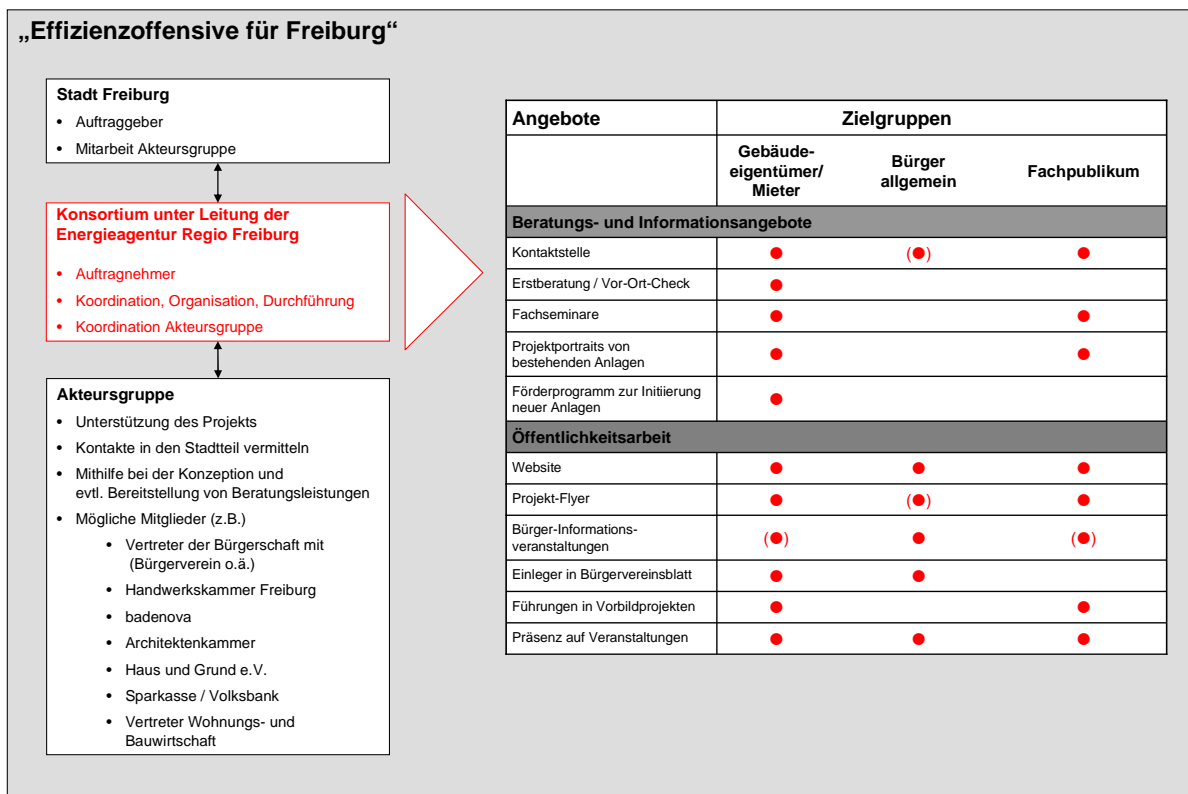 „Effizienzoffensive für Freiburg“
Stadt Freiburg
• Auftraggeber
• Mitarbeit Akteursgruppe
Konsortium unter Leitung der
Energieagentur Regio Freiburg
• Auftragnehmer
• Koordination, Organisation, Durchführung
• Koordination Akteursgruppe
Akteursgruppe
• Unterstützung des Projekts
• Kontakte in den Stadtteil vermitteln
• Mithilfe bei der Konzeption und
evtl. Bereitstellung von Beratungsleistungen
• Mögliche Mitglieder (z.B.)
• Vertreter der Bürgerschaft mit
(Bürgerverein o.ä.)
• Handwerkskammer Freiburg
• badenova
• Architektenkammer
• Haus und Grund e.V.
• Sparkasse / Volksbank
• Vertreter Wohnungs- und
Bauwirtschaft
Angebote Zielgruppen
Gebäude-
eigentümer/
Mieter
Bürger
allgemein
Fachpublikum
Beratungs- und Informationsangebote
Kontaktstelle ● (●) ●
Erstberatung / Vor-Ort-Check ●
Fachseminare ● ●
Projektportraits von
bestehenden Anlagen ● ●
Förderprogramm zur Initiierung
neuer Anlagen ●
Öffentlichkeitsarbeit
Website ● ● ●
Projekt-Flyer ● (●) ●
Bürger-Informations-
veranstaltungen (●) ● (●)
Einleger in Bürgervereinsblatt ● ●
Führungen in Vorbildprojekten ● ●
Präsenz auf Veranstaltungen ● ● ●